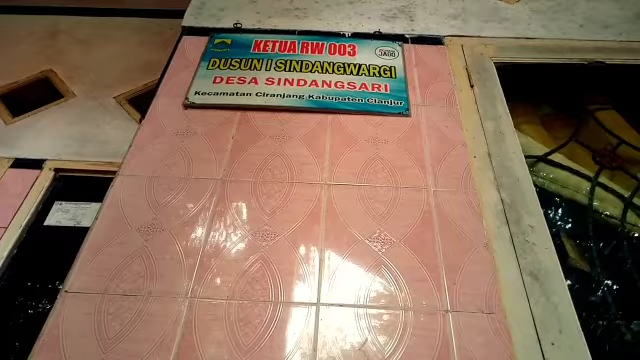 KETUA RW 003
DUSUN I SINDANGWARGI
DESA SINDANGSARI
Kecamatan Ciranjang Kabupaten Cianjur